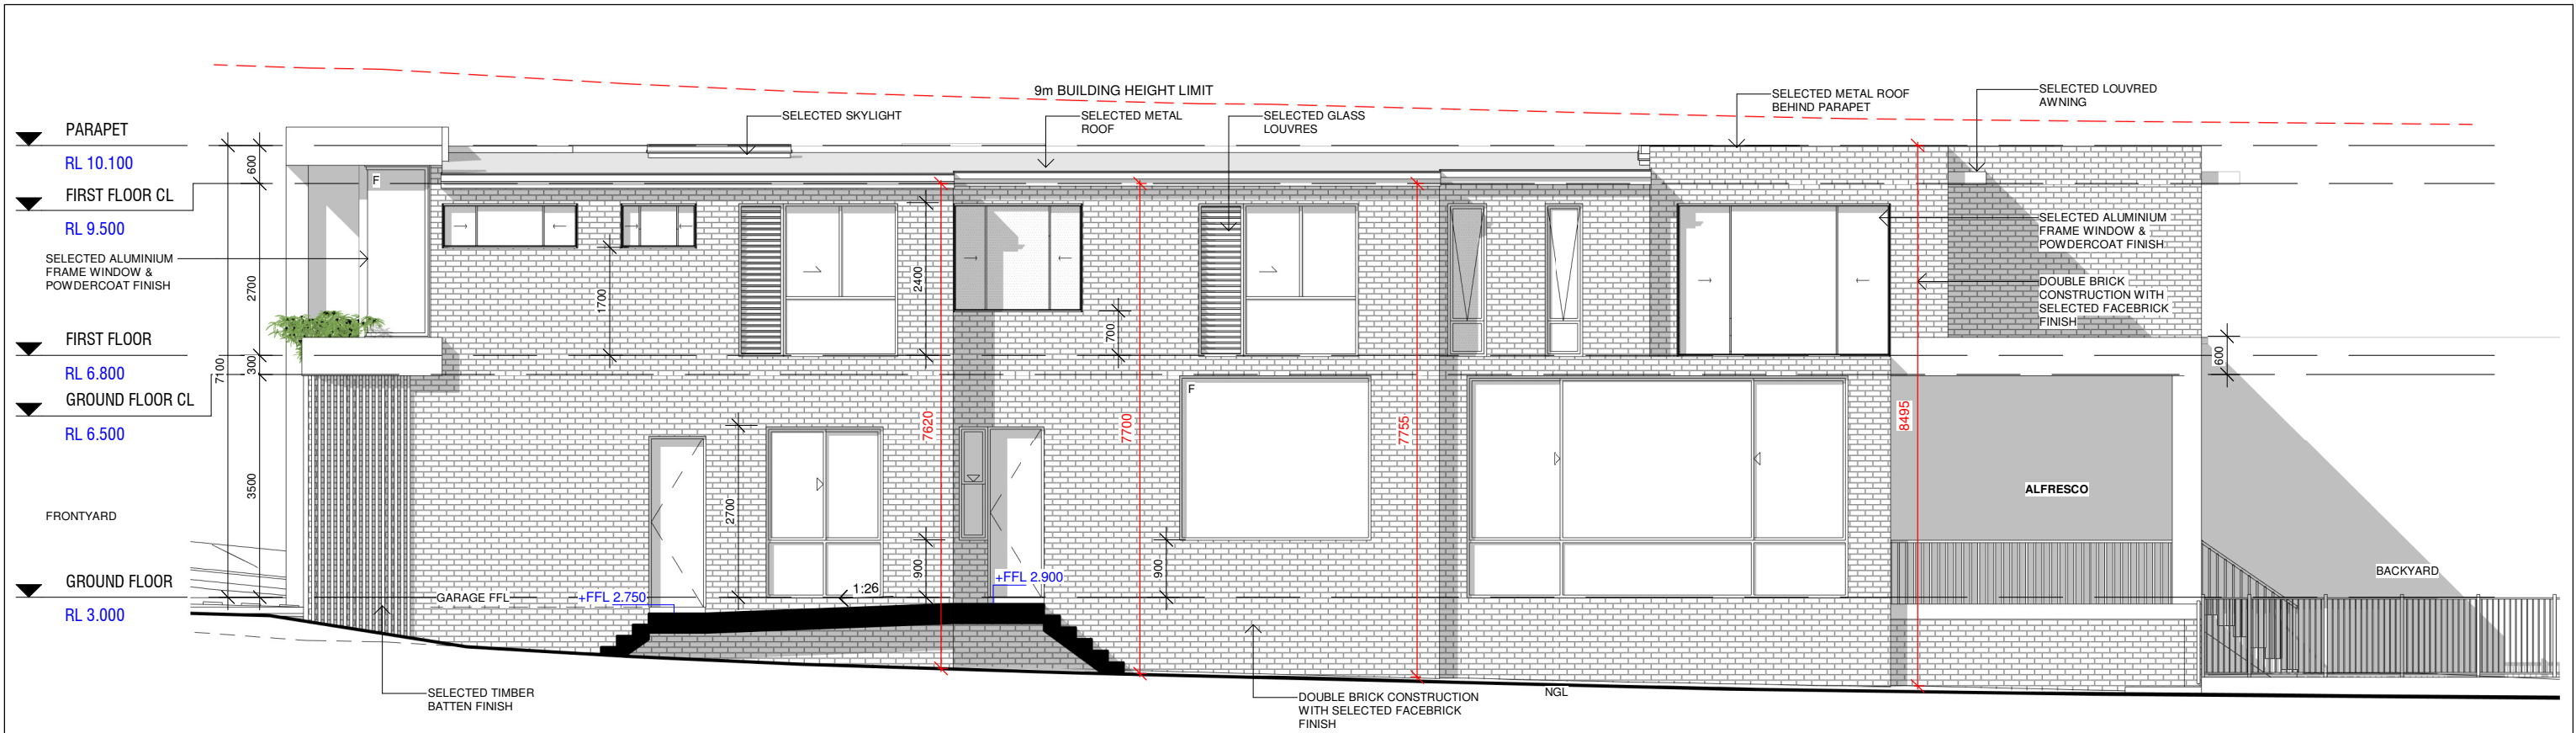 9m BUILDING HEIGHT LIMIT
SELECTED SKYLIGHT
SELECTED METAL
ROOF
SELECTED GLASS
LOUVRES
SELECTED METAL ROOF
BEHIND PARAPET
SELECTED LOUVRED
AWNING
PARAPET
RL 10.100
FIRST FLOOR CL
RL 9.500
SELECTED ALUMINIUM
FRAME WINDOW &
POWDERCOAT FINISH
FIRST FLOOR
RL 6.800
GROUND FLOOR CL
RL 6.500
FRONTYARD
GROUND FLOOR
RL 3.000
7100
600
2700
300
3500
F
1700
2400
700
F
2700
900
900
7620
7700
7755
8495
600
SELECTED ALUMINIUM
FRAME WINDOW &
POWDERCOAT FINISH
DOUBLE BRICK
CONSTRUCTION WITH
SELECTED FACEBRICK
FINISH
ALFRESCO
BACKYARD
GARAGE FFL
+FFL 2.750
1:26
+FFL 2.900
SELECTED TIMBER
BATTEN FINISH
DOUBLE BRICK CONSTRUCTION
WITH SELECTED FACEBRICK
FINISH
NGL